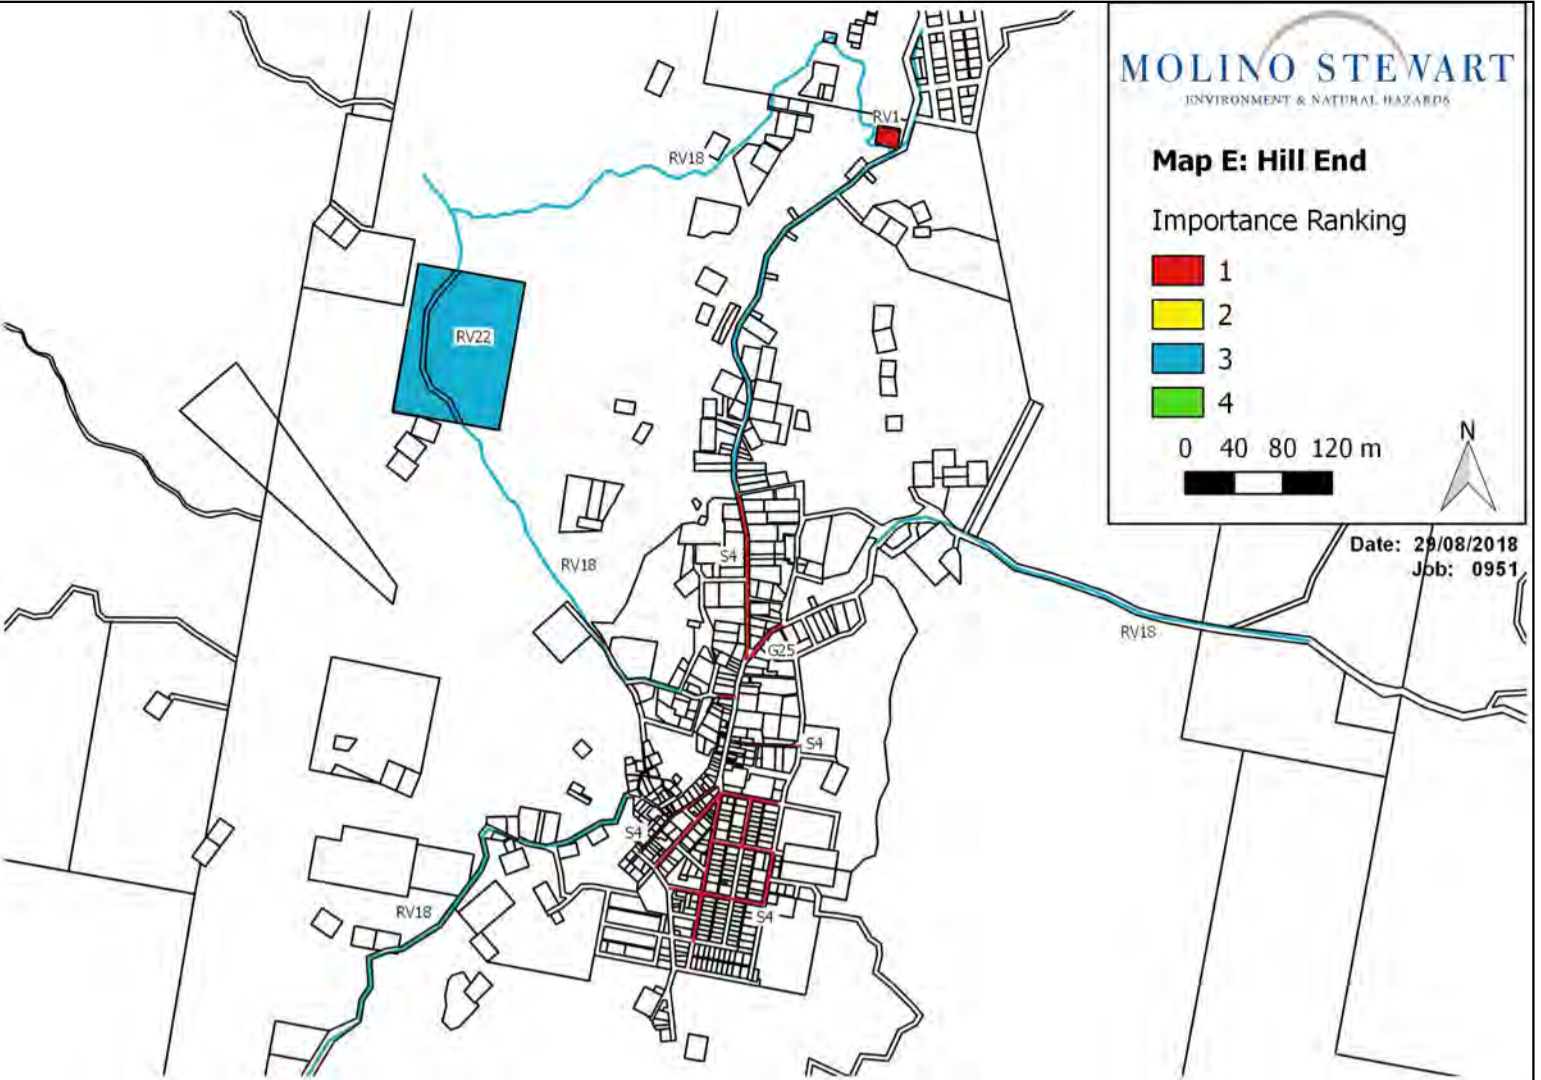 MOLINO STEWART
ENVIRONMENT & NATURAL HAZARDS
Map E: Hill End
Importance Ranking
1
2
3
4
0 40 80 120 m
N
Date: 29/08/2018
Job: 0951
RV1
RV18
RV22
S4
RV18
G25
RV18
S4
S4
RV18
S4